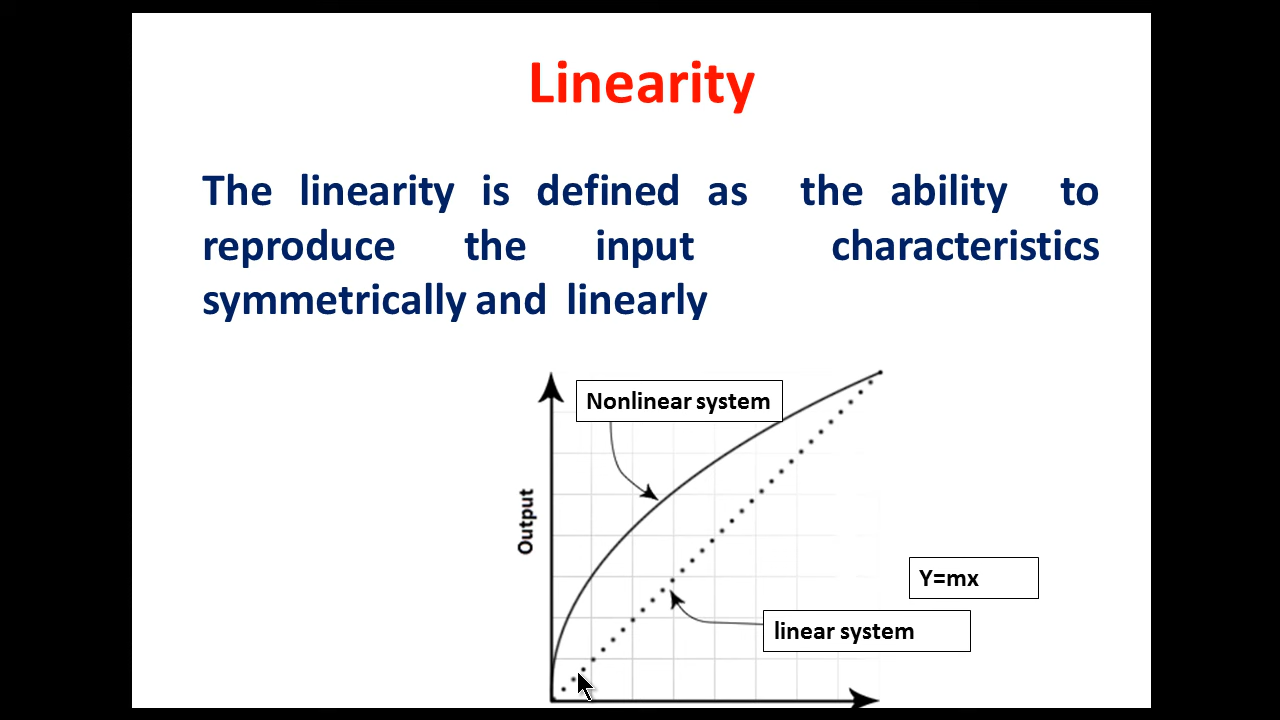 Linearity
The linearity is defined as the ability to
reproduce the input characteristics
symmetrically and linearly
Nonlinear system
Output
Y=mx
linear system